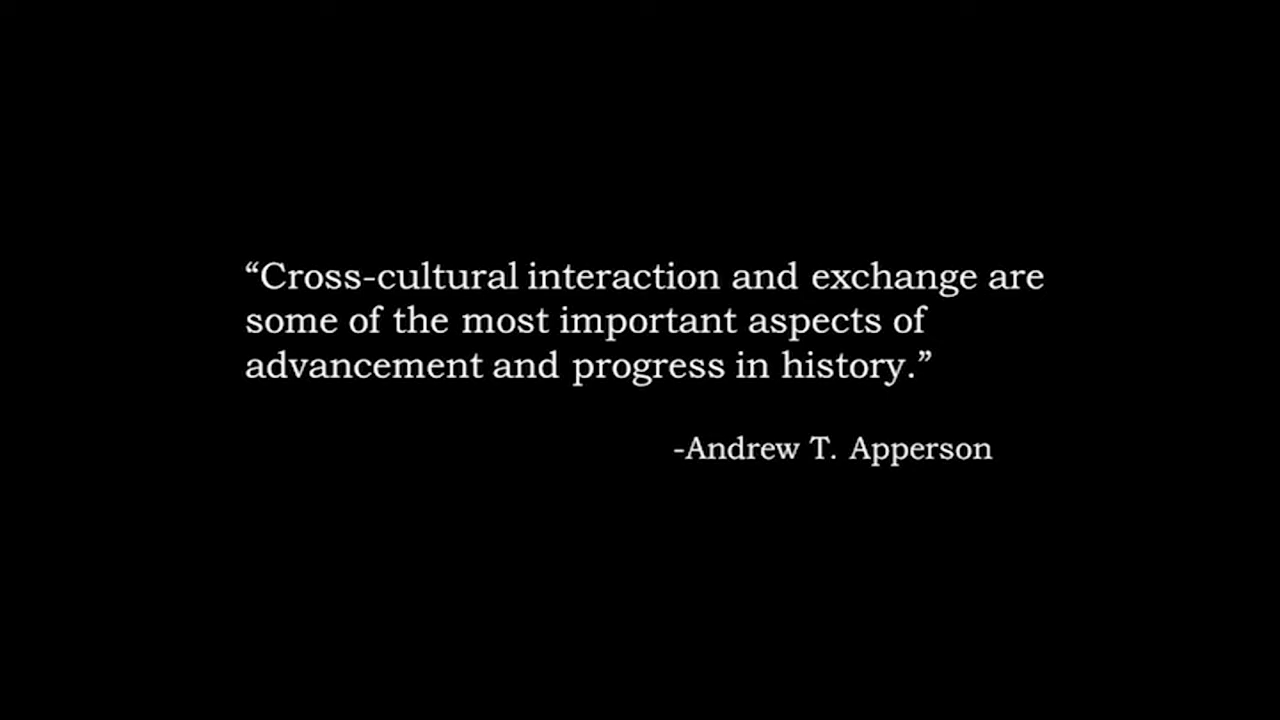 “Cross-cultural interaction and exchange are
some of the most important aspects of
advancement and progress in history.”
-Andrew T. Apperson